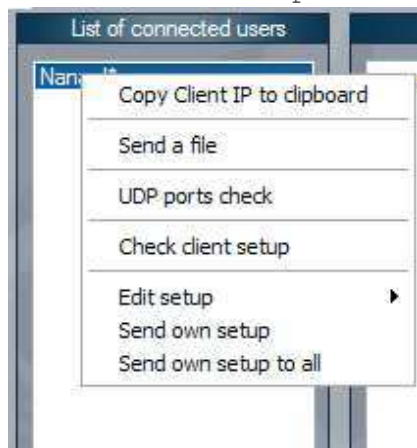 List of connected users
Copy Client IP to clipboard
Send a file
UDP ports check
Check client setup
Edit setup
Send own setup
Send own setup to all